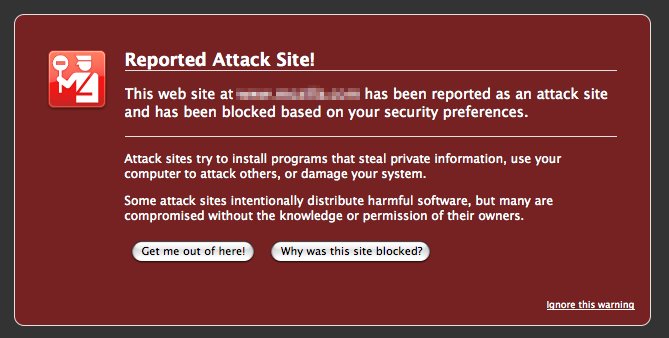 Reported Attack Site!
This web site at has been reported as an attack site
and has been blocked based on your security preferences.
Attack sites try to install programs that steal private information, use your
computer to attack others, or damage your system.
Some attack sites intentionally distribute harmful software, but many are
compromised without the knowledge or permission of their owners.
Get me out of here! Why was this site blocked?
Ignore this warning